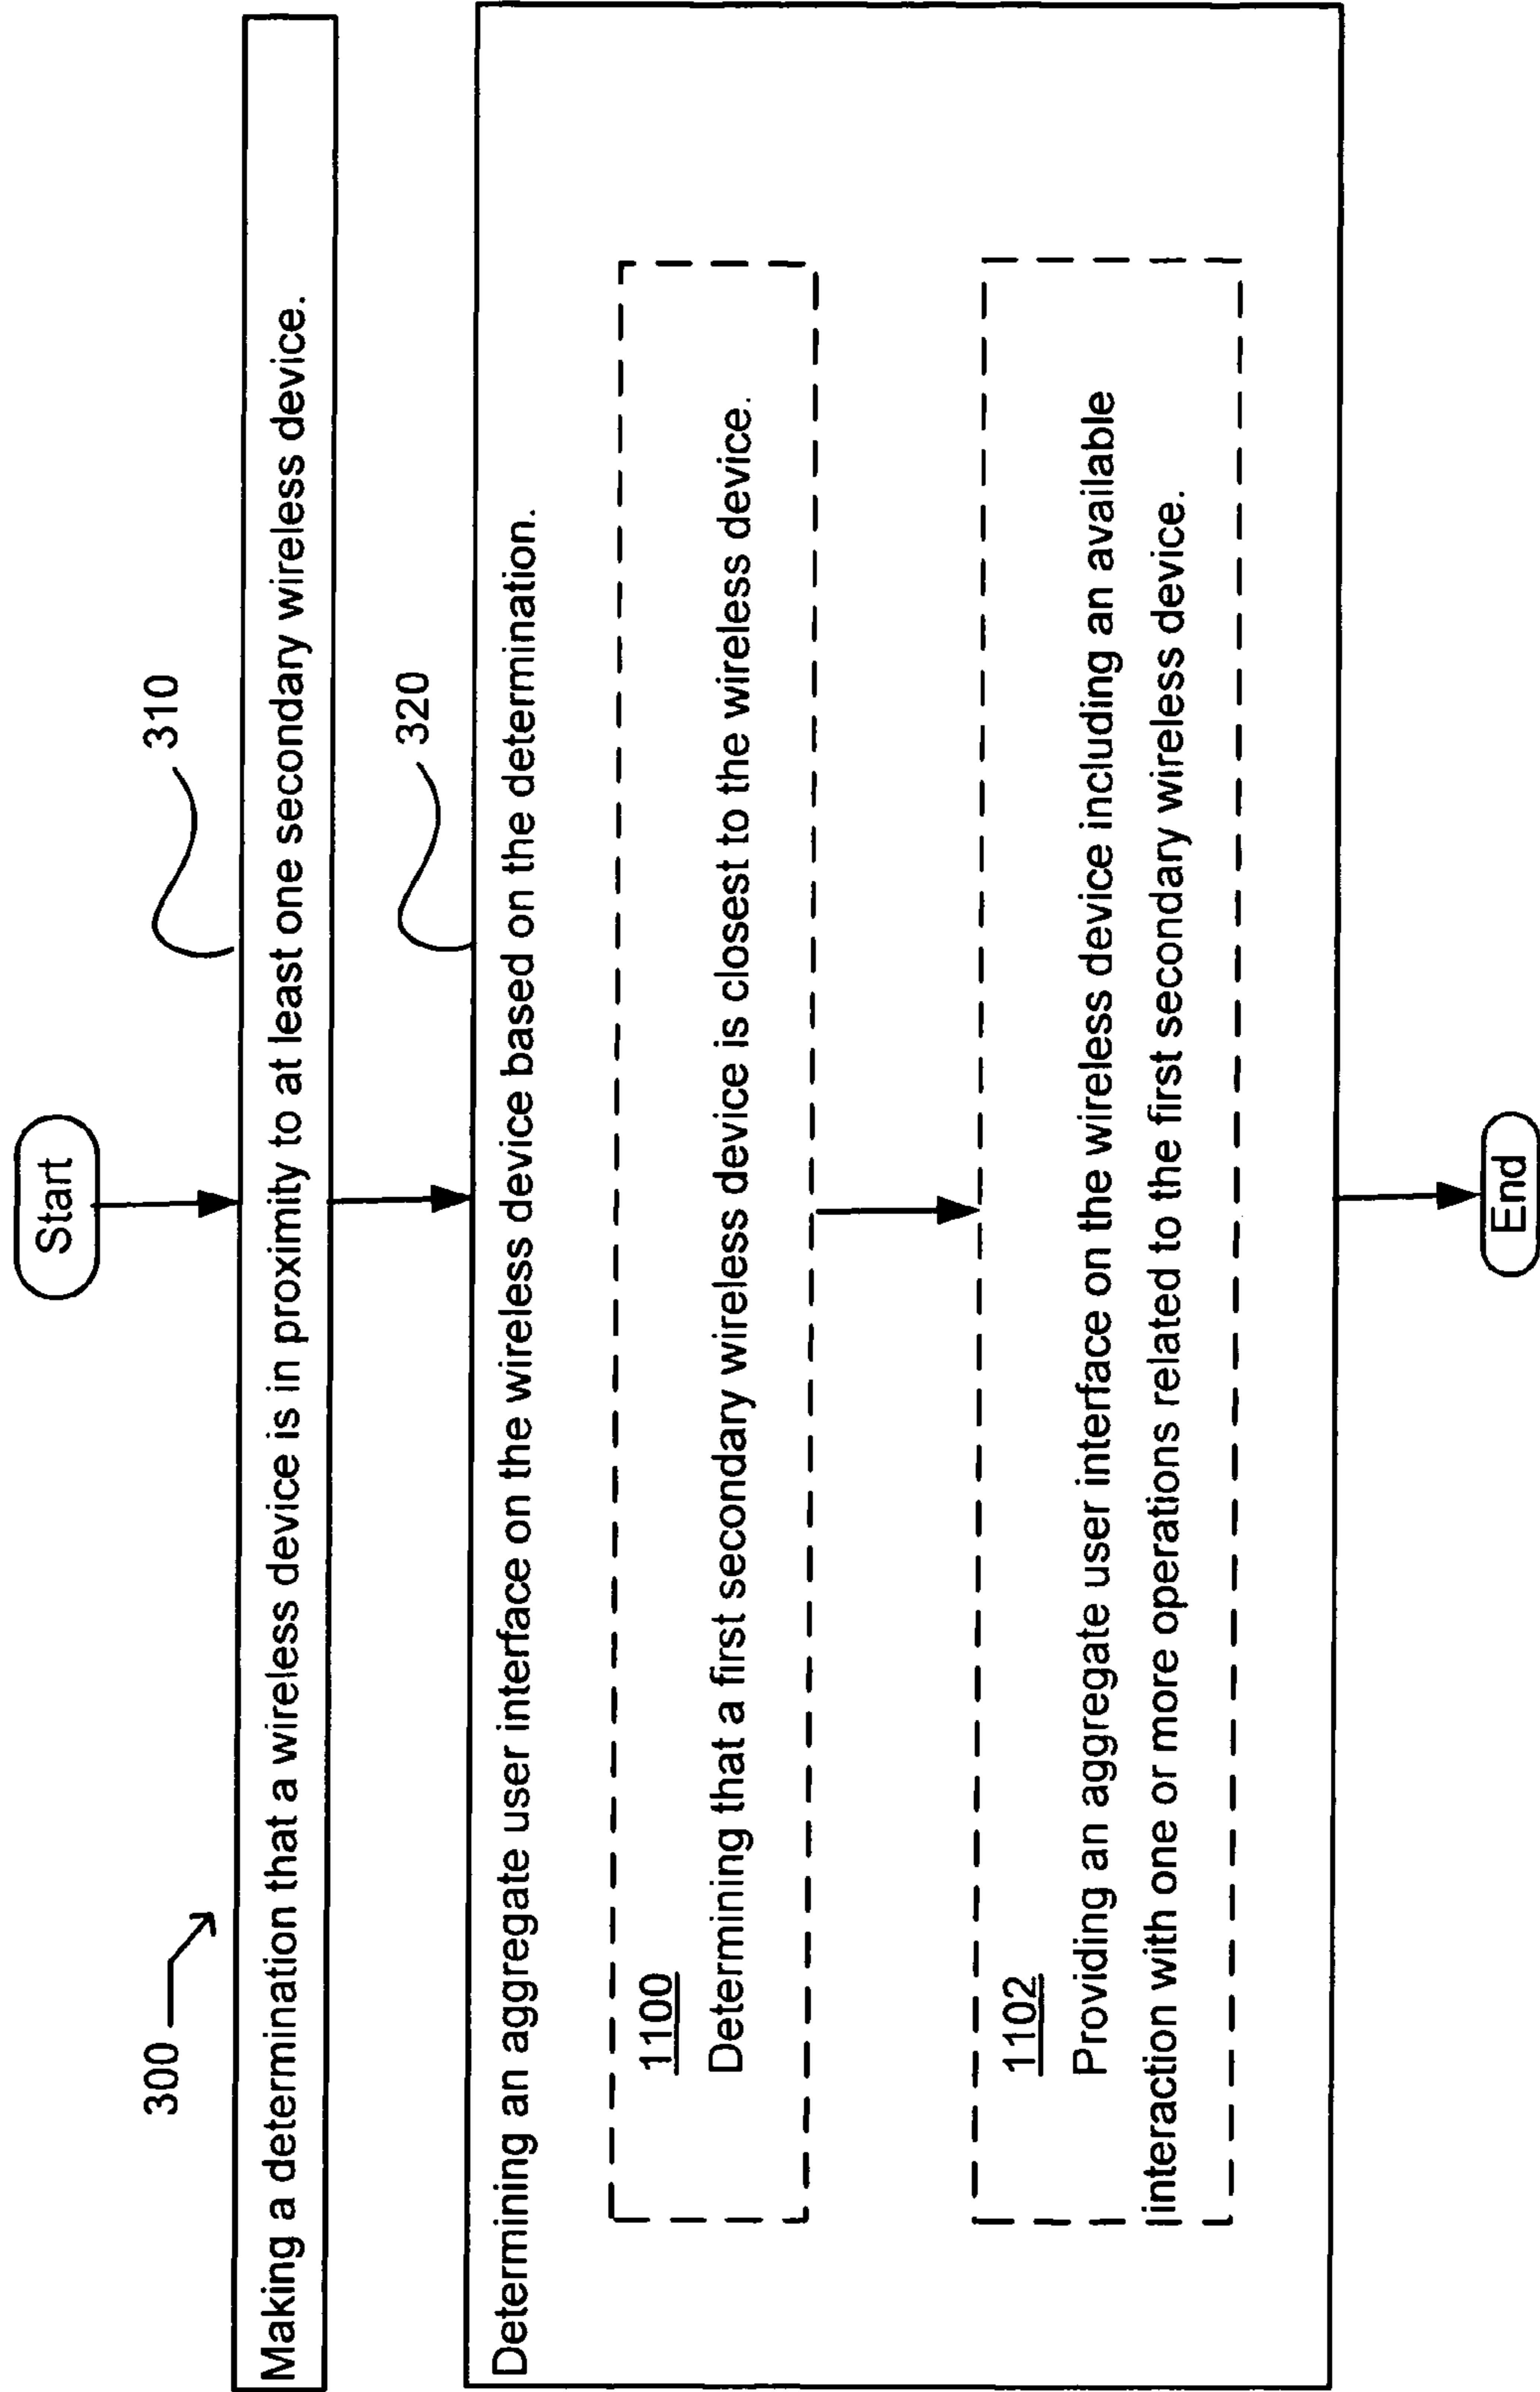 Start
300
310
Making a determination that a wireless device is in proximity to at least one secondary wireless device.
320
Determining an aggregate user interface on the wireless device based on the determination.
1100
Determining that a first secondary wireless device is closest to the wireless device.
1102
Providing an aggregate user interface on the wireless device including an available
interaction with one or more operations related to the first secondary wireless device.
End